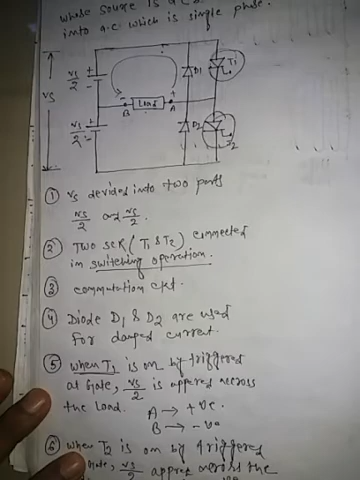 whose source is d.c.
into a.c. which is single phase.
Vs/2
+
-
Vs
D1
T1
- Load +
B A
Vs/2
+
-
D2
T2
① Vs devided into two parts
Vs/2 and Vs/2.
② Two SCR (T1 & T2) connected
in switching operation.
③ commutation ckt.
④ Diode D1 & D2 are used
for damped current.
⑤ when T1 is on by triggered
at Gate, Vs/2 is appered accross
the load. A → +ve.
B → -ve
⑥ when T2 is on by triggered
Gate, Vs/2 appred accross the